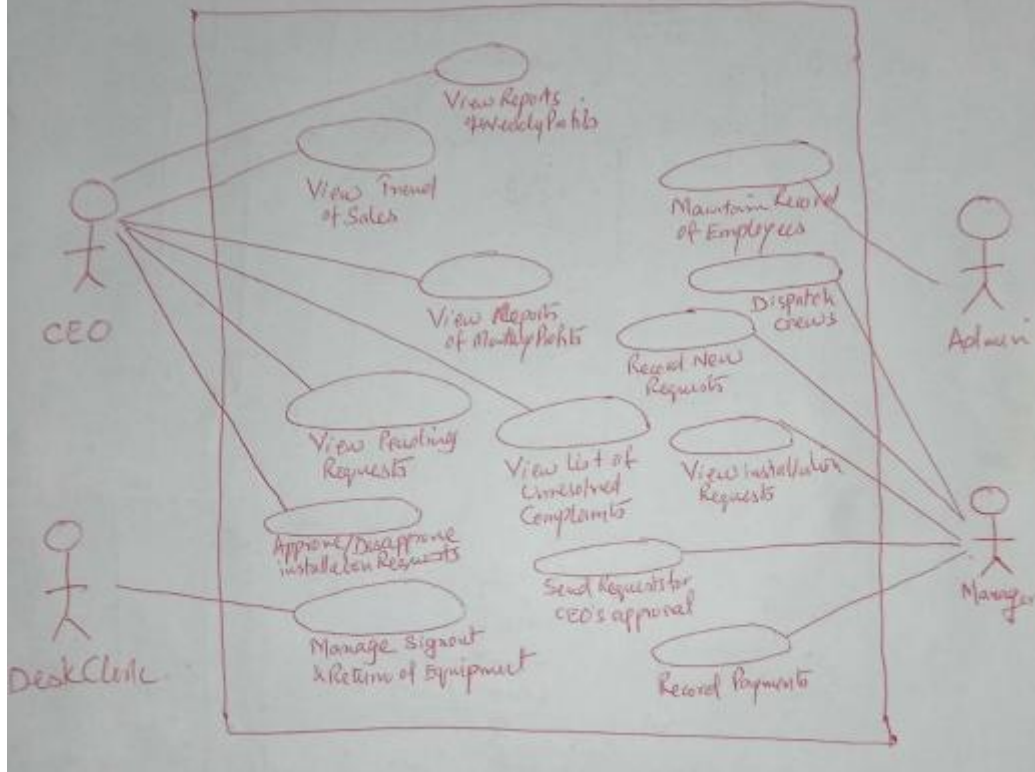 View Reports
of Weekly Profits
View Trend
of Sales
CEO
View Reports
of Monthly Profits
Maintain Record
of Employees
Dispatch
Crews
Admin
Record New
Requests
View Pending
Requests
View List of
Unresolved
Complaints
View installation
Requests
Approve/Disapprove
installation Requests
Send Requests for
CEO's approval
Manager
Desk Clerk
Manage Signout
& Return of Equipment
Record Payments